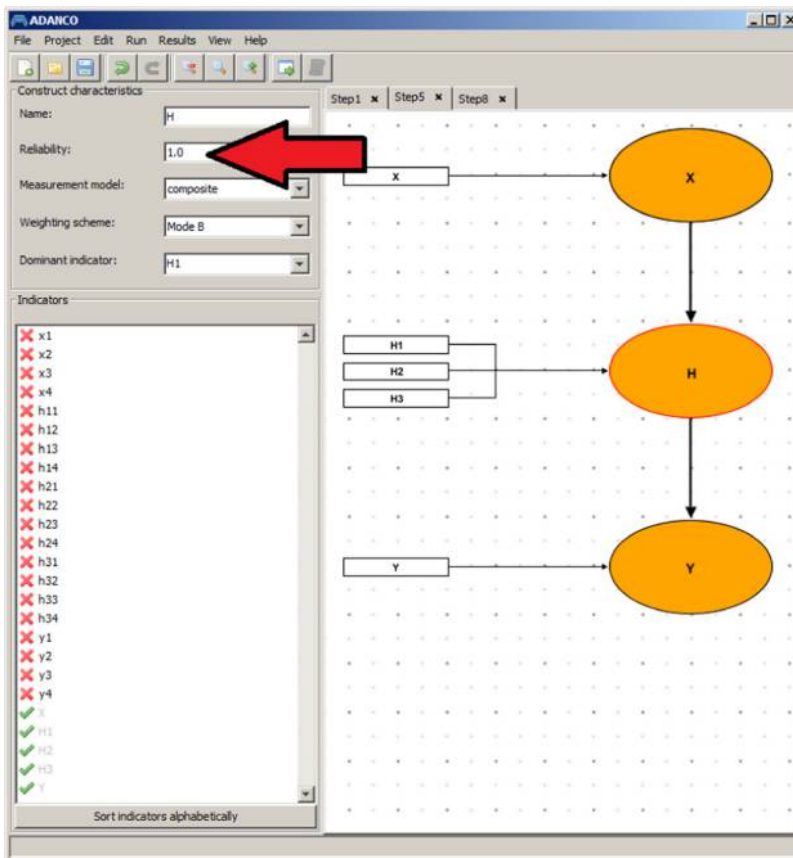 ADANCO
File Project Edit Run Results View Help
Construct characteristics
Name: H
Reliability: 1.0
Measurement model: composite
Weighting scheme: Mode B
Dominant indicator: H1
Indicators
x1
x2
x3
x4
h11
h12
h13
h14
h21
h22
h23
h24
h31
h32
h33
h34
y1
y2
y3
y4
X
H1
H2
H3
Y
Sort indicators alphabetically
Step1 Step5 Step8
X X
H1
H2 H
H3
Y Y